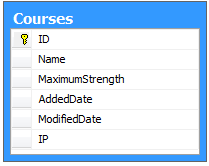 Courses
ID
Name
MaximumStrength
AddedDate
ModifiedDate
IP